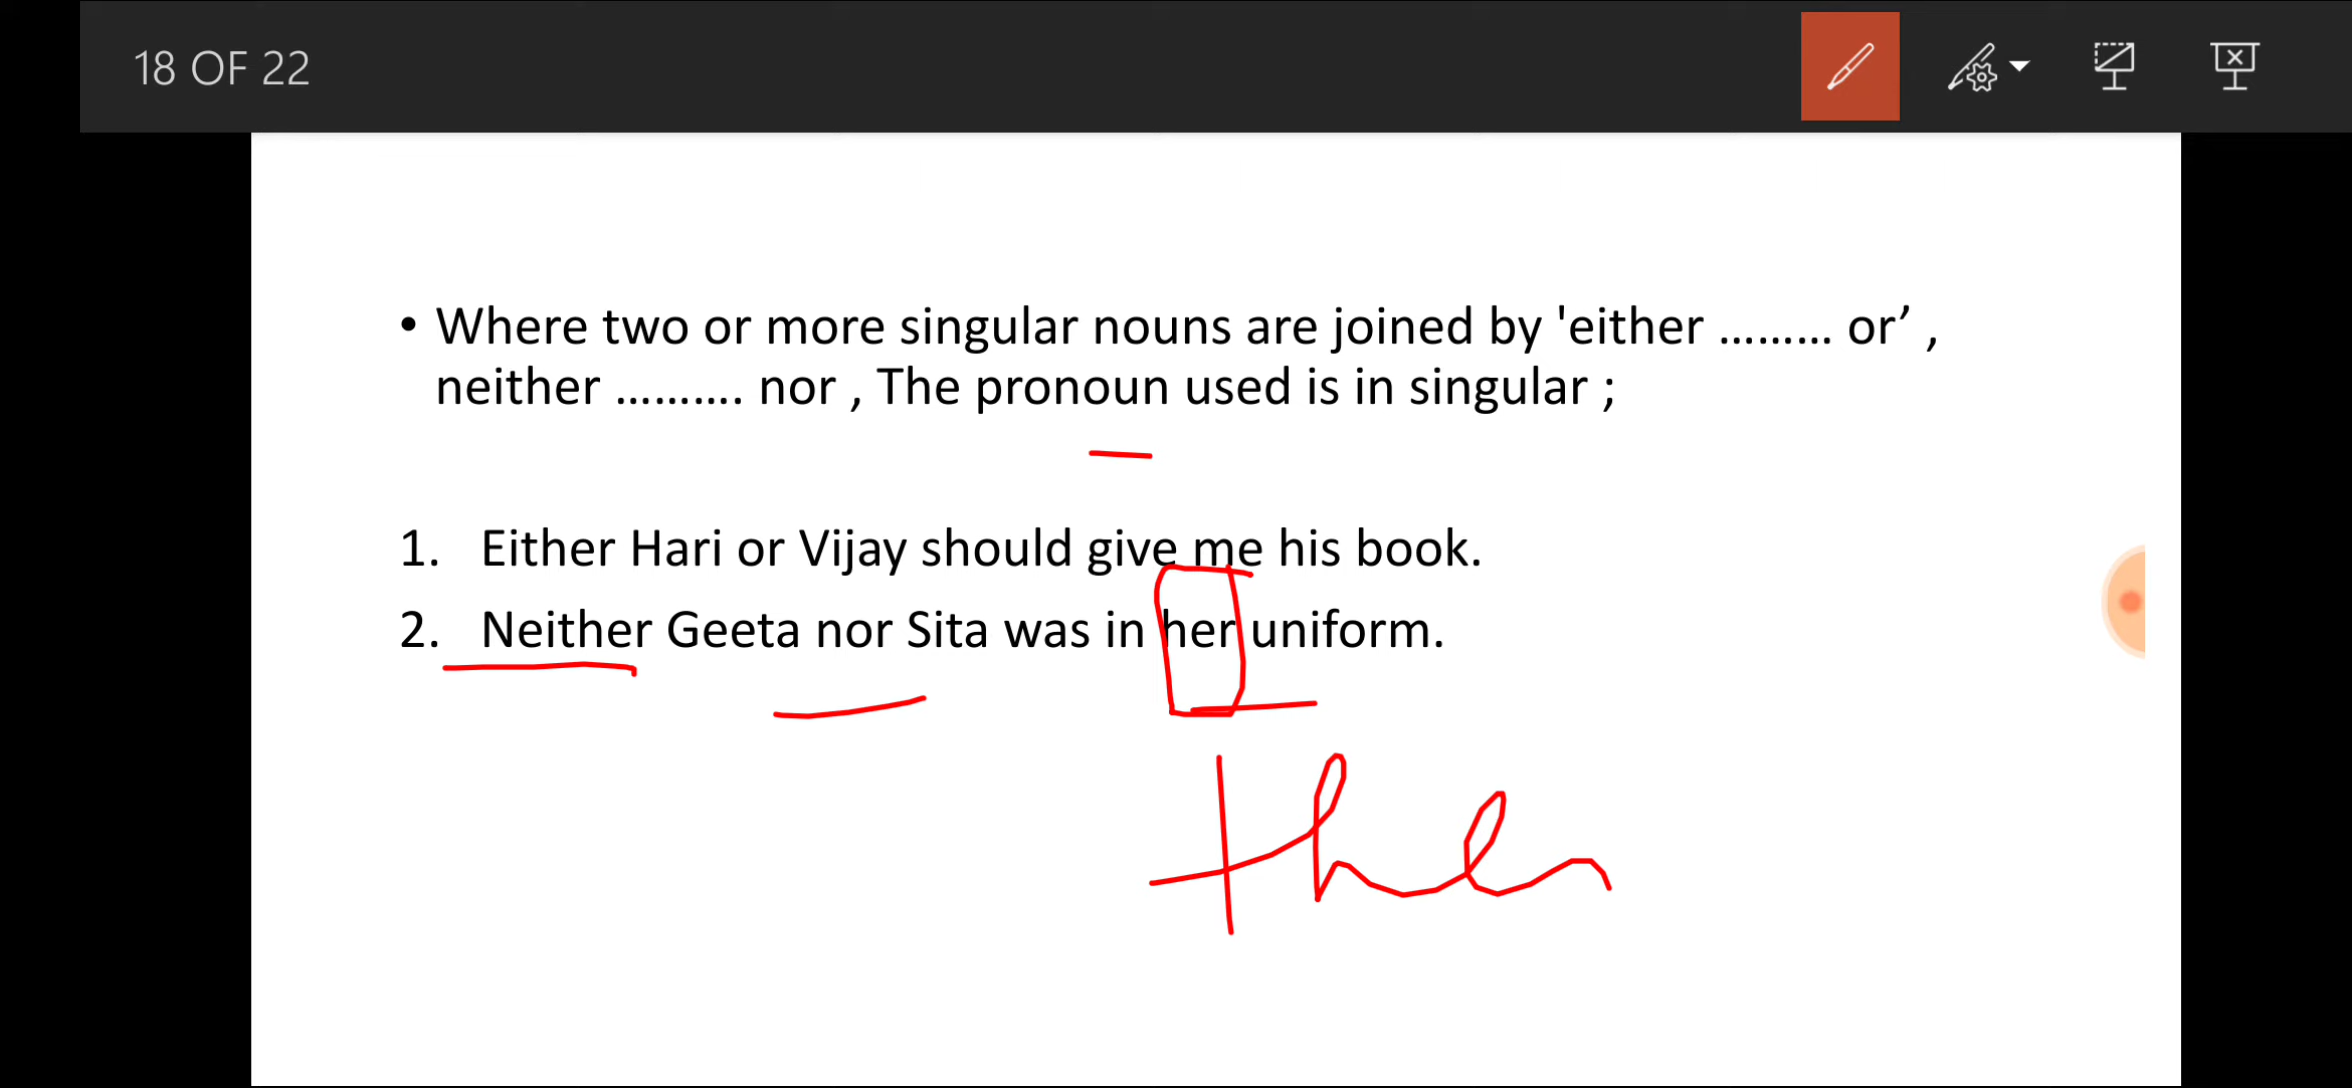 18 OF 22
• Where two or more singular nouns are joined by 'either ......... or’ ,
neither .......... nor , The pronoun used is in singular ;
1. Either Hari or Vijay should give me his book.
2. Neither Geeta nor Sita was in her uniform.